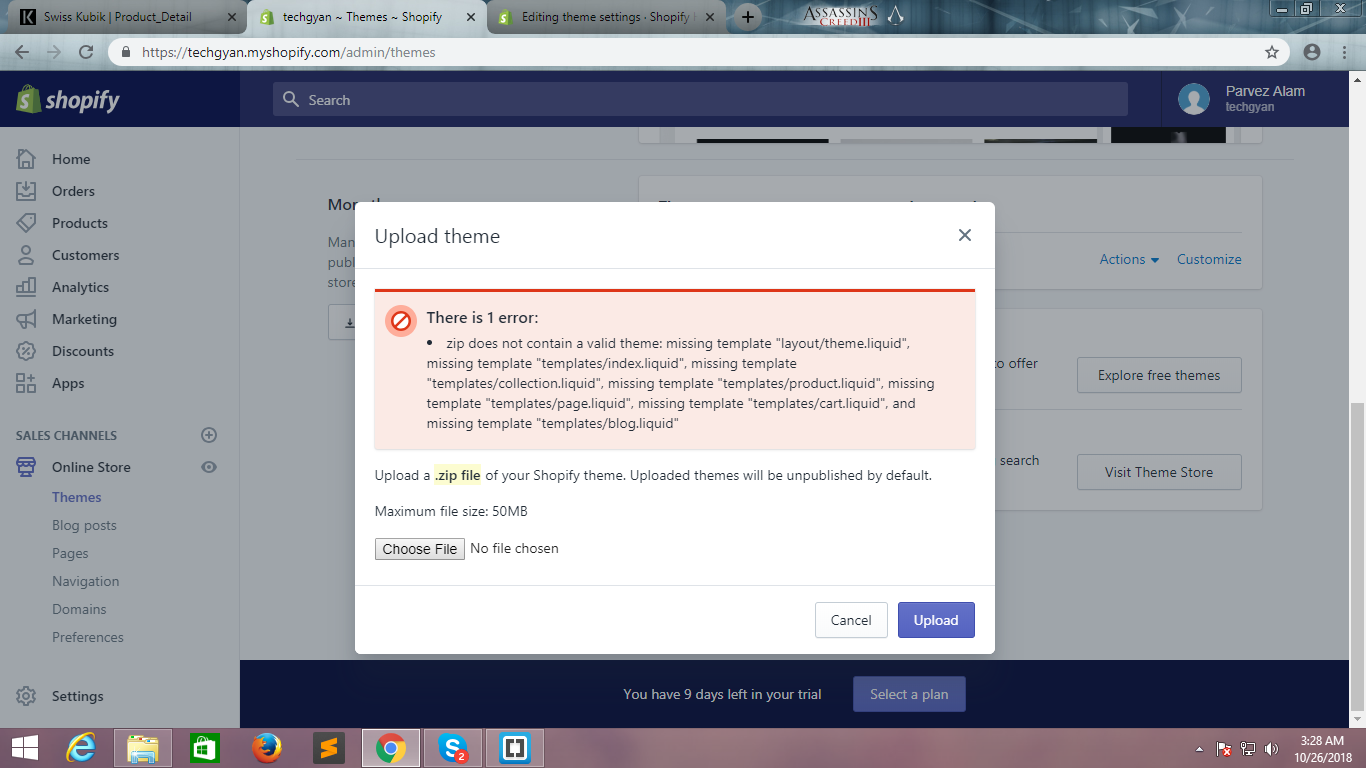 Swiss Kubik | Product_Detail
techgyan ~ Themes ~ Shopify
Editing theme settings · Shopify
ASSASSINS
CREED III
https://techgyan.myshopify.com/admin/themes
shopify
Search
Parvez Alam
techgyan
Home
Orders
Products
Customers
Analytics
Marketing
Discounts
Apps
SALES CHANNELS
Online Store
Themes
Blog posts
Pages
Navigation
Domains
Preferences
Settings
Actions
Customize
to offer
Explore free themes
search
Visit Theme Store
Upload theme
There is 1 error:
• zip does not contain a valid theme: missing template "layout/theme.liquid",
missing template "templates/index.liquid", missing template
"templates/collection.liquid", missing template "templates/product.liquid", missing
template "templates/page.liquid", missing template "templates/cart.liquid", and
missing template "templates/blog.liquid"
Upload a .zip file of your Shopify theme. Uploaded themes will be unpublished by default.
Maximum file size: 50MB
Choose File No file chosen
Cancel
Upload
You have 9 days left in your trial
Select a plan
2
3:28 AM
10/26/2018